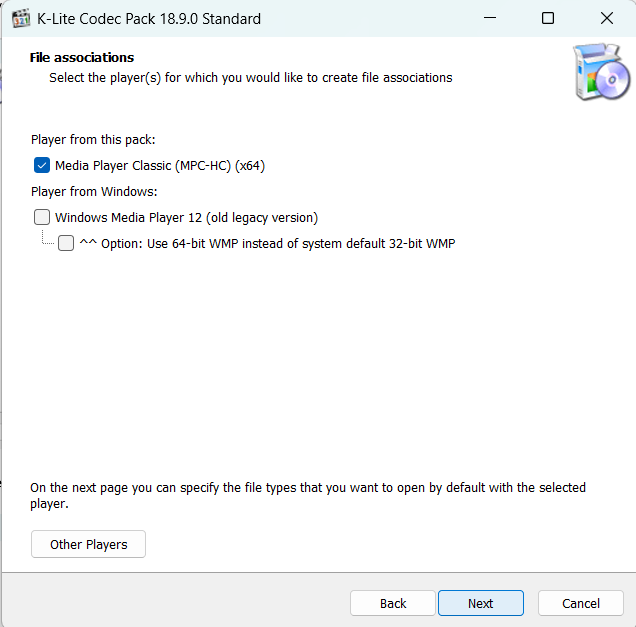 K-Lite Codec Pack 18.9.0 Standard
File associations
Select the player(s) for which you would like to create file associations
Player from this pack:
Media Player Classic (MPC-HC) (x64)
Player from Windows:
Windows Media Player 12 (old legacy version)
^^ Option: Use 64-bit WMP instead of system default 32-bit WMP
On the next page you can specify the file types that you want to open by default with the selected
player.
Other Players
Back
Next
Cancel